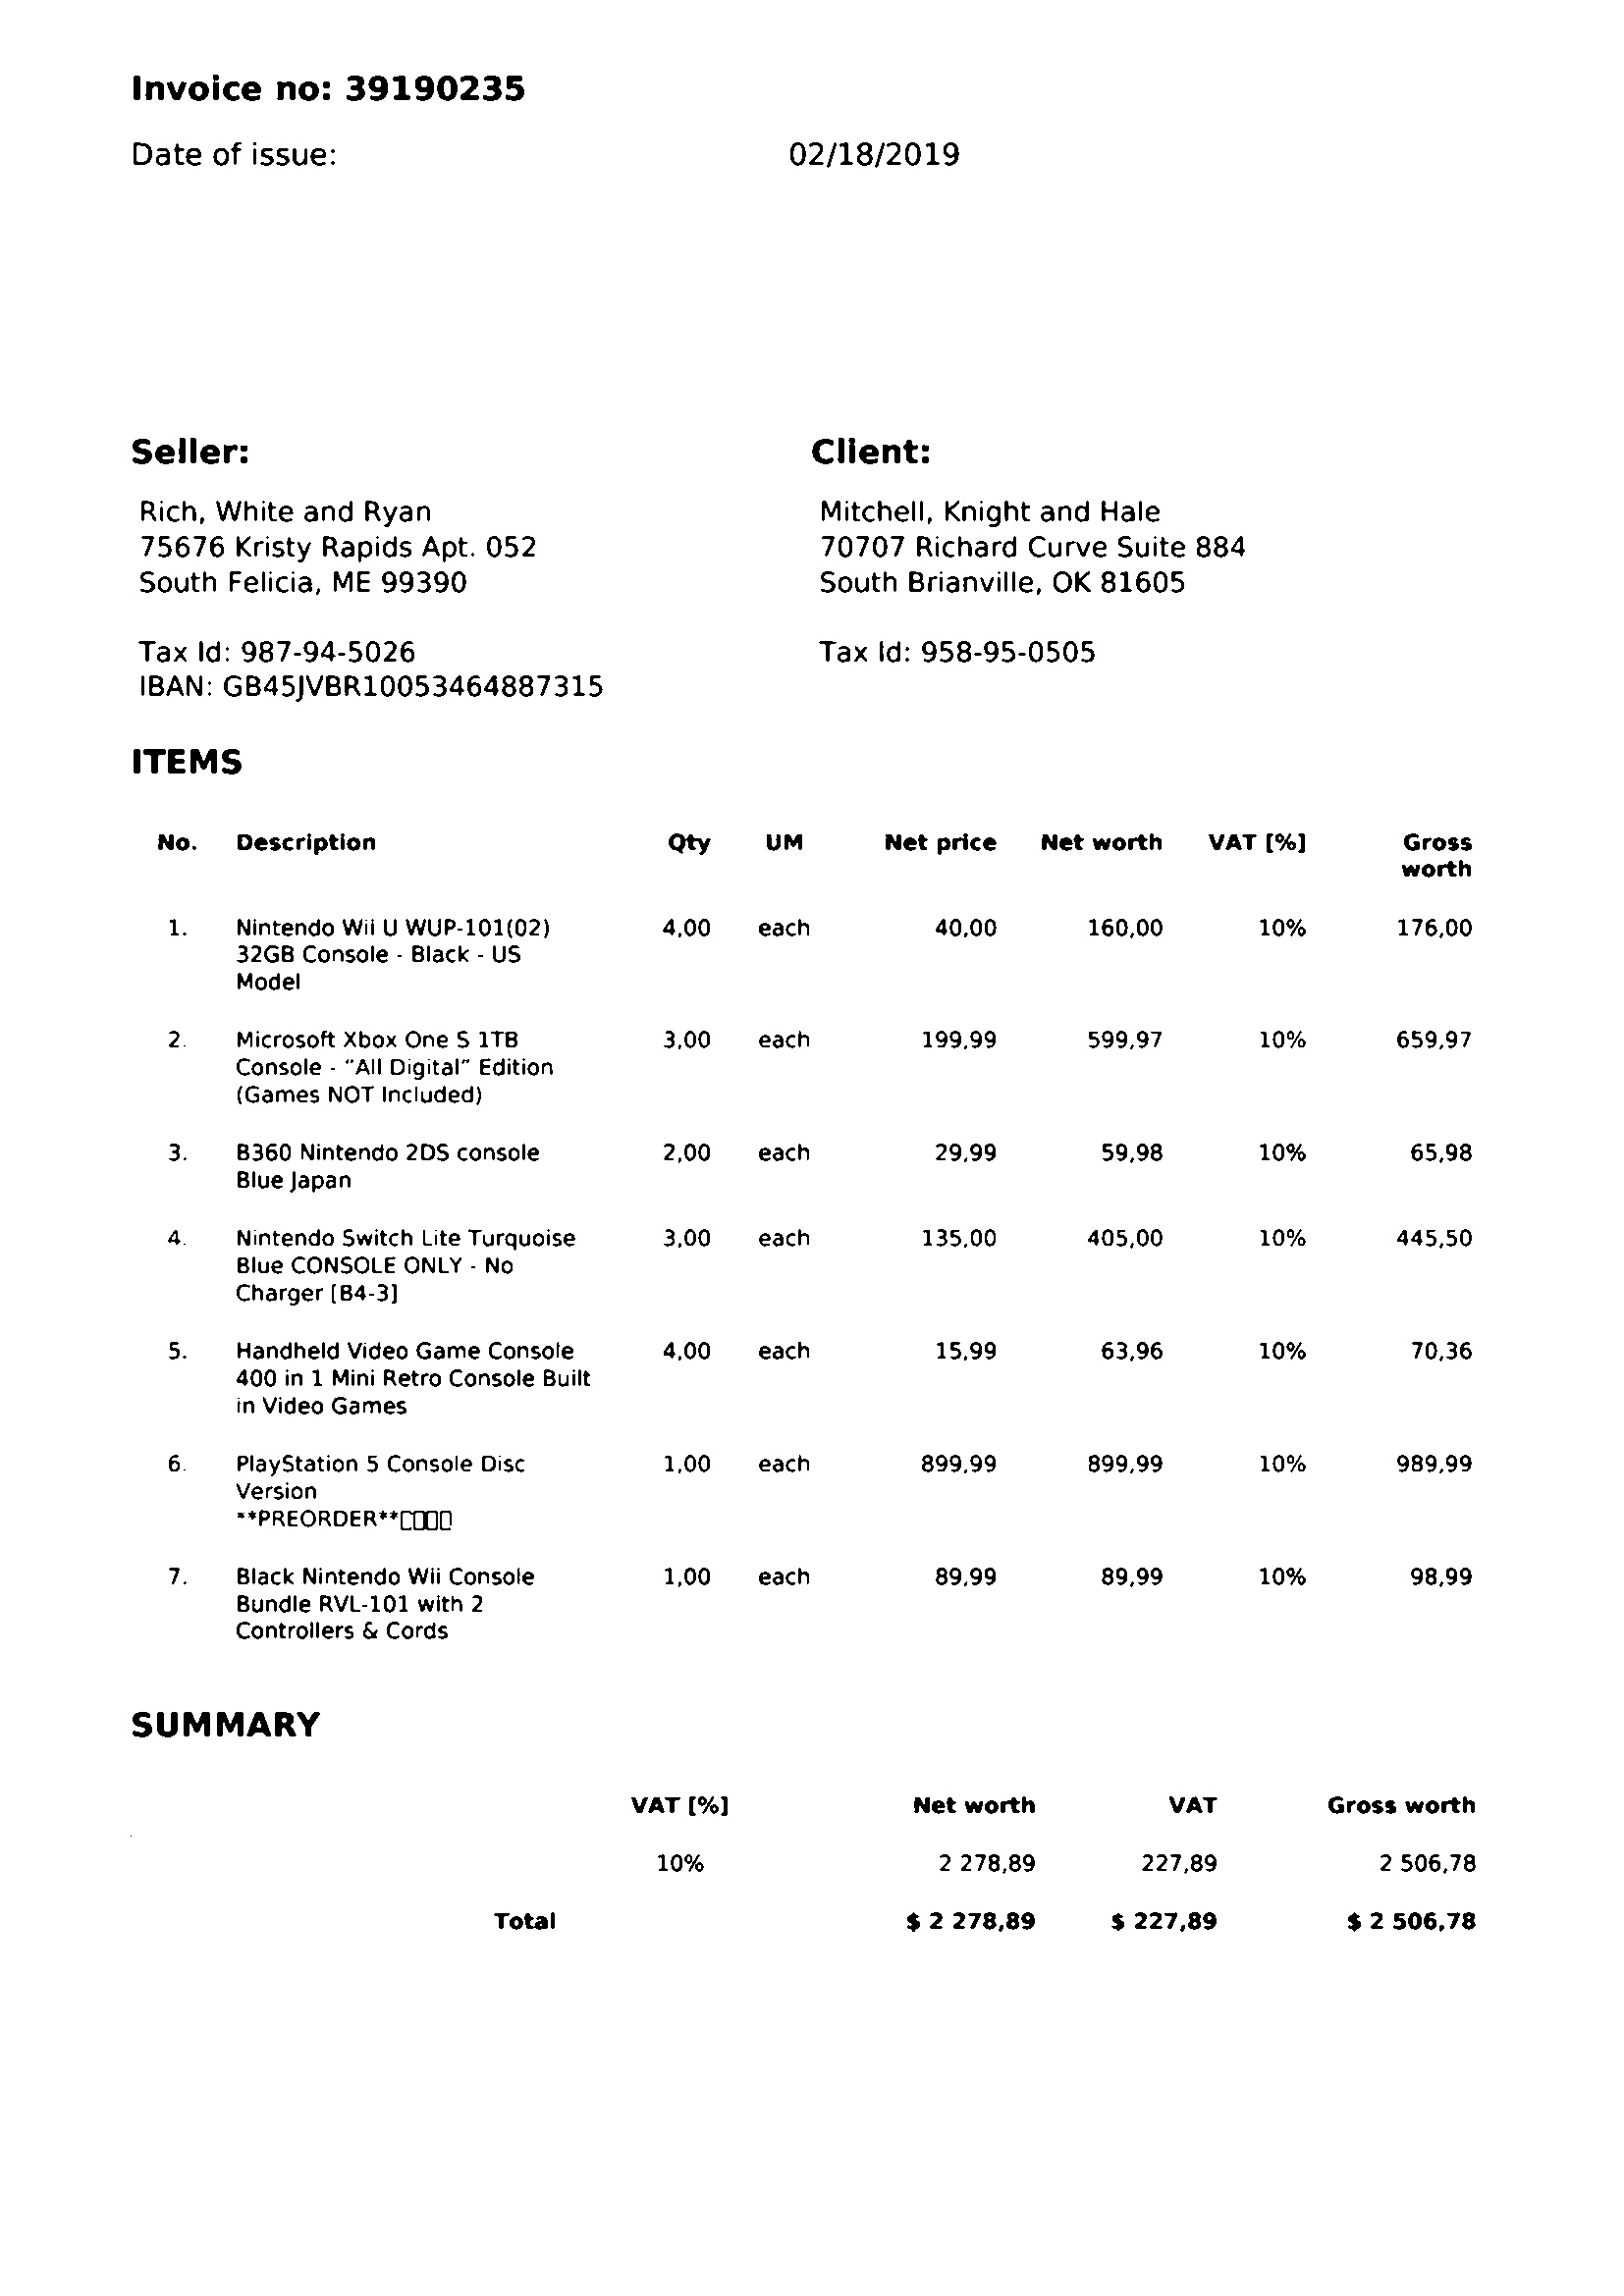 Invoice no: 39190235
Date of issue: 02/18/2019
Seller:
Rich, White and Ryan
75676 Kristy Rapids Apt. 052
South Felicia, ME 99390
Tax Id: 987-94-5026
IBAN: GB45JVBR10053464887315
Client:
Mitchell, Knight and Hale
70707 Richard Curve Suite 884
South Brianville, OK 81605
Tax Id: 958-95-0505
ITEMS
No. Description Qty UM Net price Net worth VAT [%] Gross
worth
1. Nintendo Wii U WUP-101(02) 4,00 each 40,00 160,00 10% 176,00
32GB Console - Black - US
Model
2. Microsoft Xbox One S 1TB 3,00 each 199,99 599,97 10% 659,97
Console - "All Digital" Edition
(Games NOT Included)
3. B360 Nintendo 2DS console 2,00 each 29,99 59,98 10% 65,98
Blue Japan
4. Nintendo Switch Lite Turquoise 3,00 each 135,00 405,00 10% 445,50
Blue CONSOLE ONLY - No
Charger [B4-3]
5. Handheld Video Game Console 4,00 each 15,99 63,96 10% 70,36
400 in 1 Mini Retro Console Built
in Video Games
6. PlayStation 5 Console Disc 1,00 each 899,99 899,99 10% 989,99
Version
**PREORDER**
7. Black Nintendo Wii Console 1,00 each 89,99 89,99 10% 98,99
Bundle RVL-101 with 2
Controllers & Cords
SUMMARY
VAT [%] Net worth VAT Gross worth
10% 2 278,89 227,89 2 506,78
Total $ 2 278,89 $ 227,89 $ 2 506,78